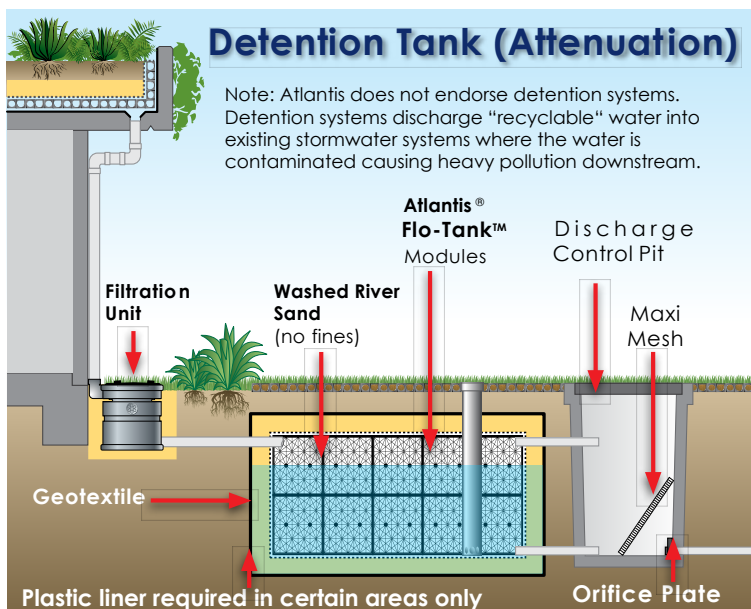 Detention Tank (Attenuation)
Note: Atlantis does not endorse detention systems.
Detention systems discharge “recyclable“ water into
existing stormwater systems where the water is
contaminated causing heavy pollution downstream.
Atlantis ®
Flo-Tank™
Modules
Discharge
Control Pit
Filtration
Unit
Washed River
Sand
(no fines)
Maxi
Mesh
Geotextile
Plastic liner required in certain areas only
Orifice Plate